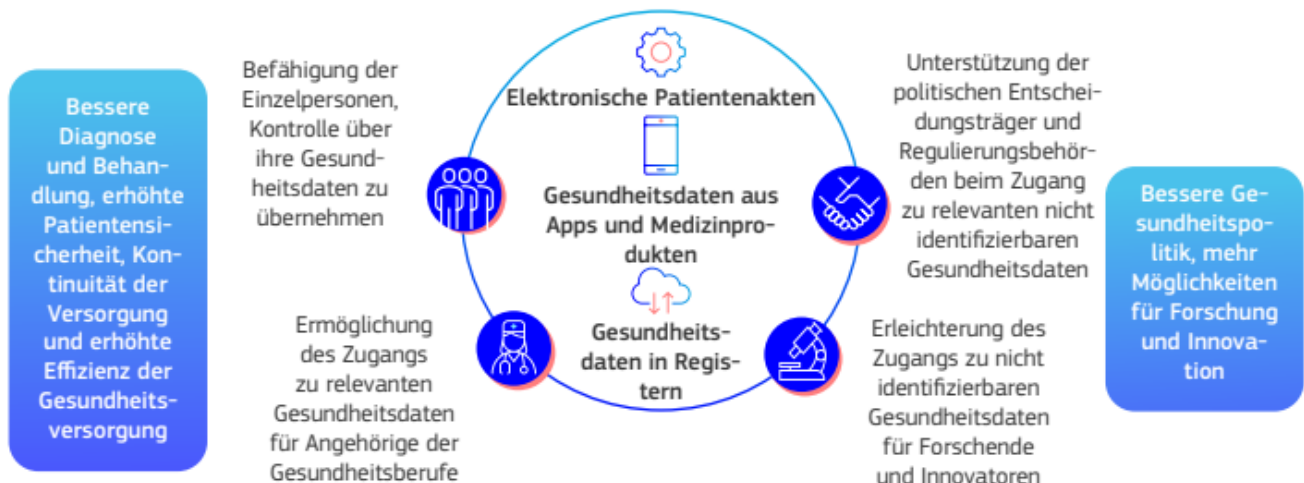 Bessere
Diagnose
und Behan-
dlung, erhöhte
Patientensi-
cherheit, Kon-
tinuität der
Versorgung
und erhöhte
Effizienz der
Gesundheits-
versorgung
Befähigung der
Einzelpersonen,
Kontrolle über
ihre Gesund-
heitsdaten zu
übernehmen
Ermöglichung
des Zugangs
zu relevanten
Gesundheitsdaten
für Angehörige der
Gesundheitsberufe
Elektronische Patientenakten
Gesundheitsdaten aus
Apps und Medizinpro-
dukten
Gesundheits-
daten in Regis-
tern
Unterstützung der
politischen Entschei-
dungsträger und
Regulierungsbehör-
den beim Zugang
zu relevanten nicht
identifizierbaren
Gesundheitsdaten
Erleichterung des
Zugangs zu nicht
identifizierbaren
Gesundheitsdaten
für Forschende
und Innovatoren
Bessere Ge-
sundheitspo-
litik, mehr
Möglichkeiten
für Forschung
und Innova-
tion